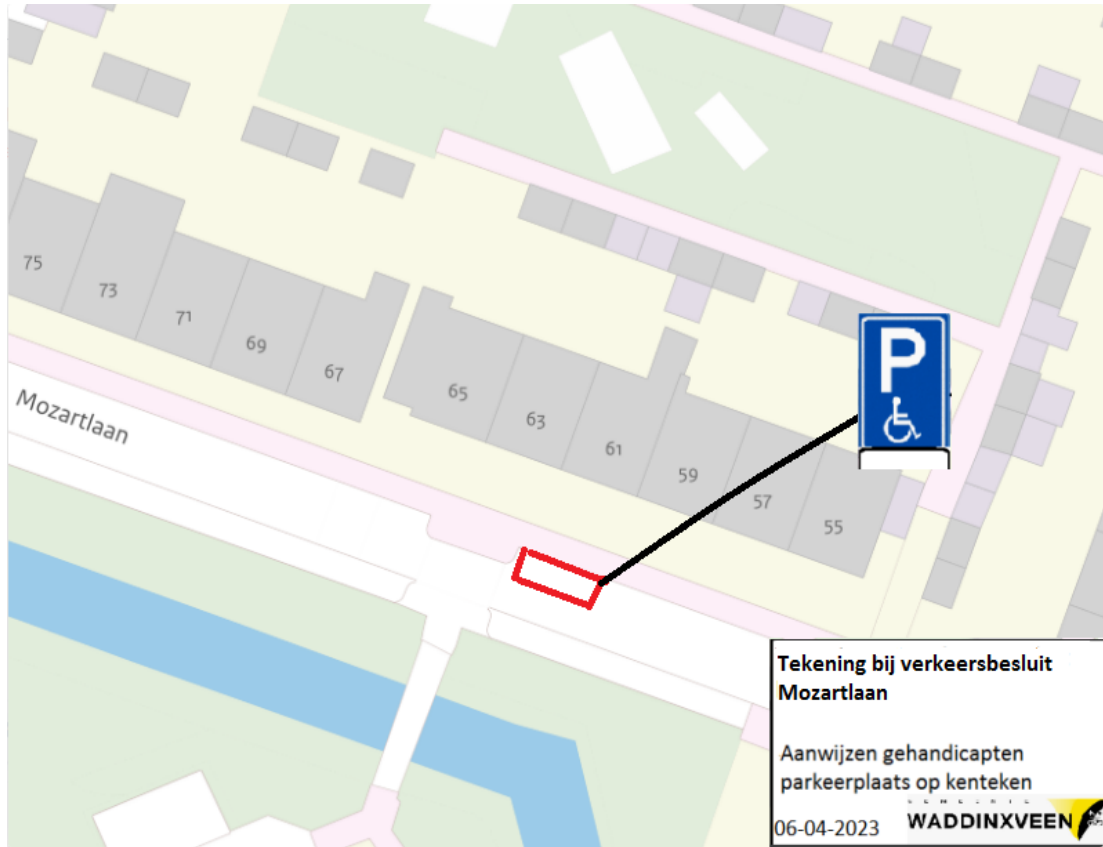 75
73
71
69
67
65
63
61
59
57
55
Mozartlaan
P
Tekening bij verkeersbesluit
Mozartlaan
Aanwijzen gehandicapten
parkeerplaats op kenteken
06-04-2023
GEMEENTE
WADDINXVEEN